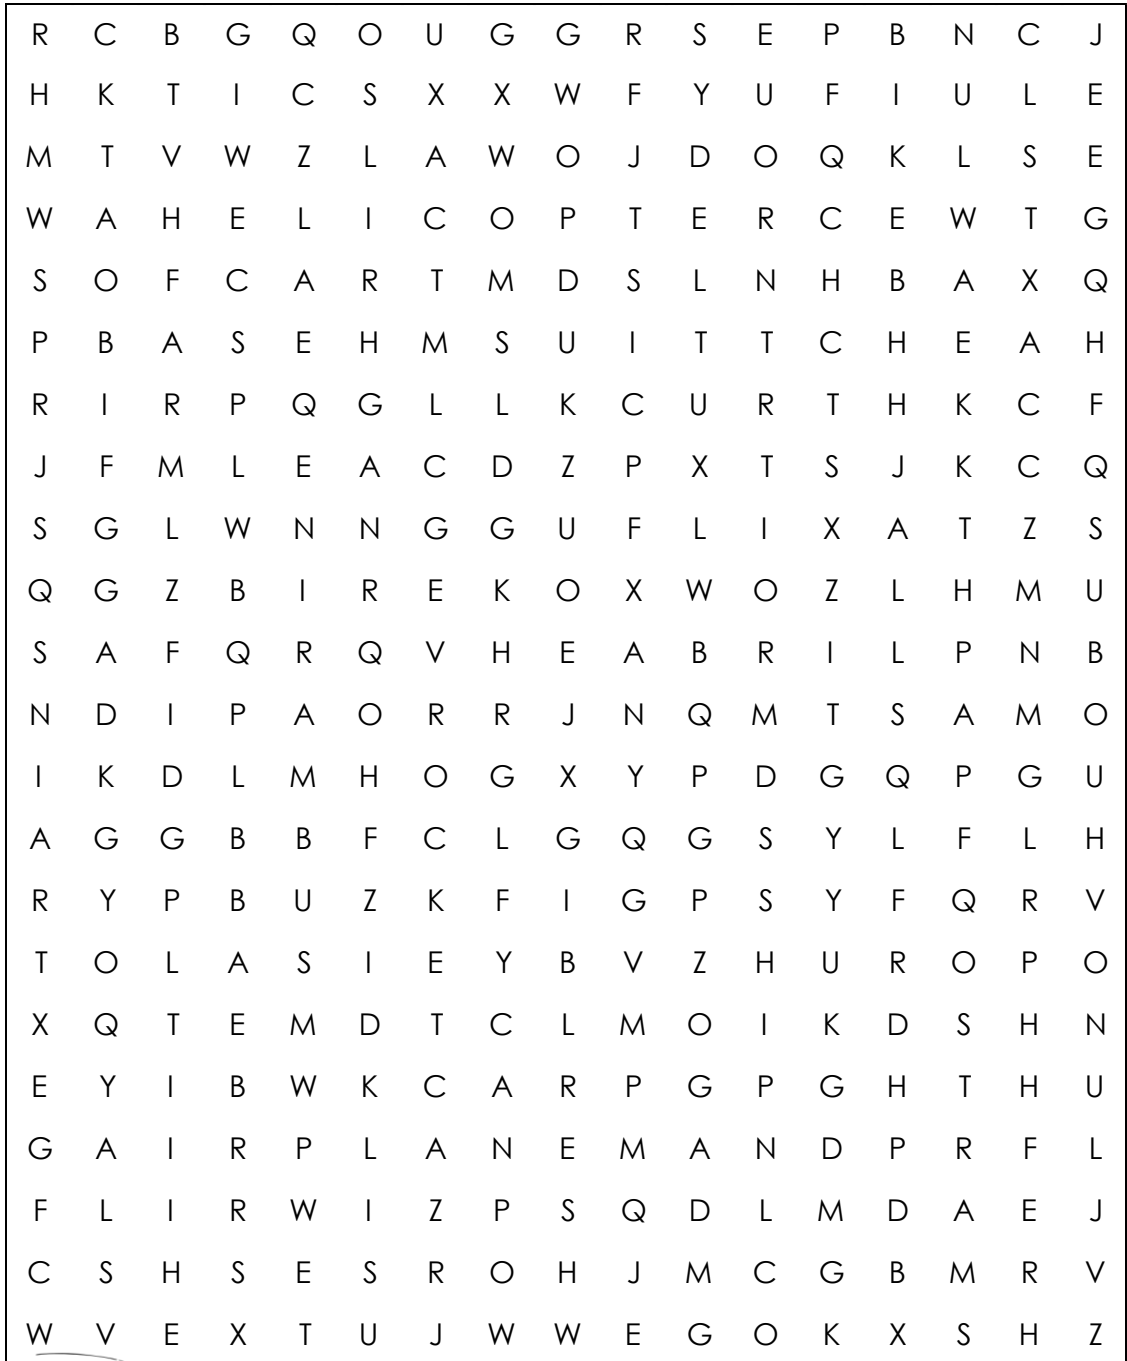 R C B G Q O U G G R S E P B N C J
H K T I C S X X W F Y U F I U L E
M T V W Z L A W O J D O Q K L S E
W A H E L I C O P T E R C E W T G
S O F C A R T M D S L N H B A X Q
P B A S E H M S U I T T C H E A H
R I R P Q G L L K C U R T H K C F
J F M L E A C D Z P X T S J K C Q
S G L W N N G G U F L I X A T Z S
Q G Z B I R E K O X W O Z L H M U
S A F Q R Q V H E A B R I L P N B
N D I P A O R R J N Q M T S A M O
I K D L M H O G X Y P D G Q P G U
A G G B B F C L G Q G S Y L F L H
R Y P B U Z K F I G P S Y F Q R V
T O L A S I E Y B V Z H U R O P O
X Q T E M D T C L M O I K D S H N
E Y I B W K C A R P G P G H T H U
G A I R P L A N E M A N D P R F L
F L I R W I Z P S Q D L M D A E J
C S H S E S R O H J M C G B M R V
W V E X T U J W W E G O K X S H Z